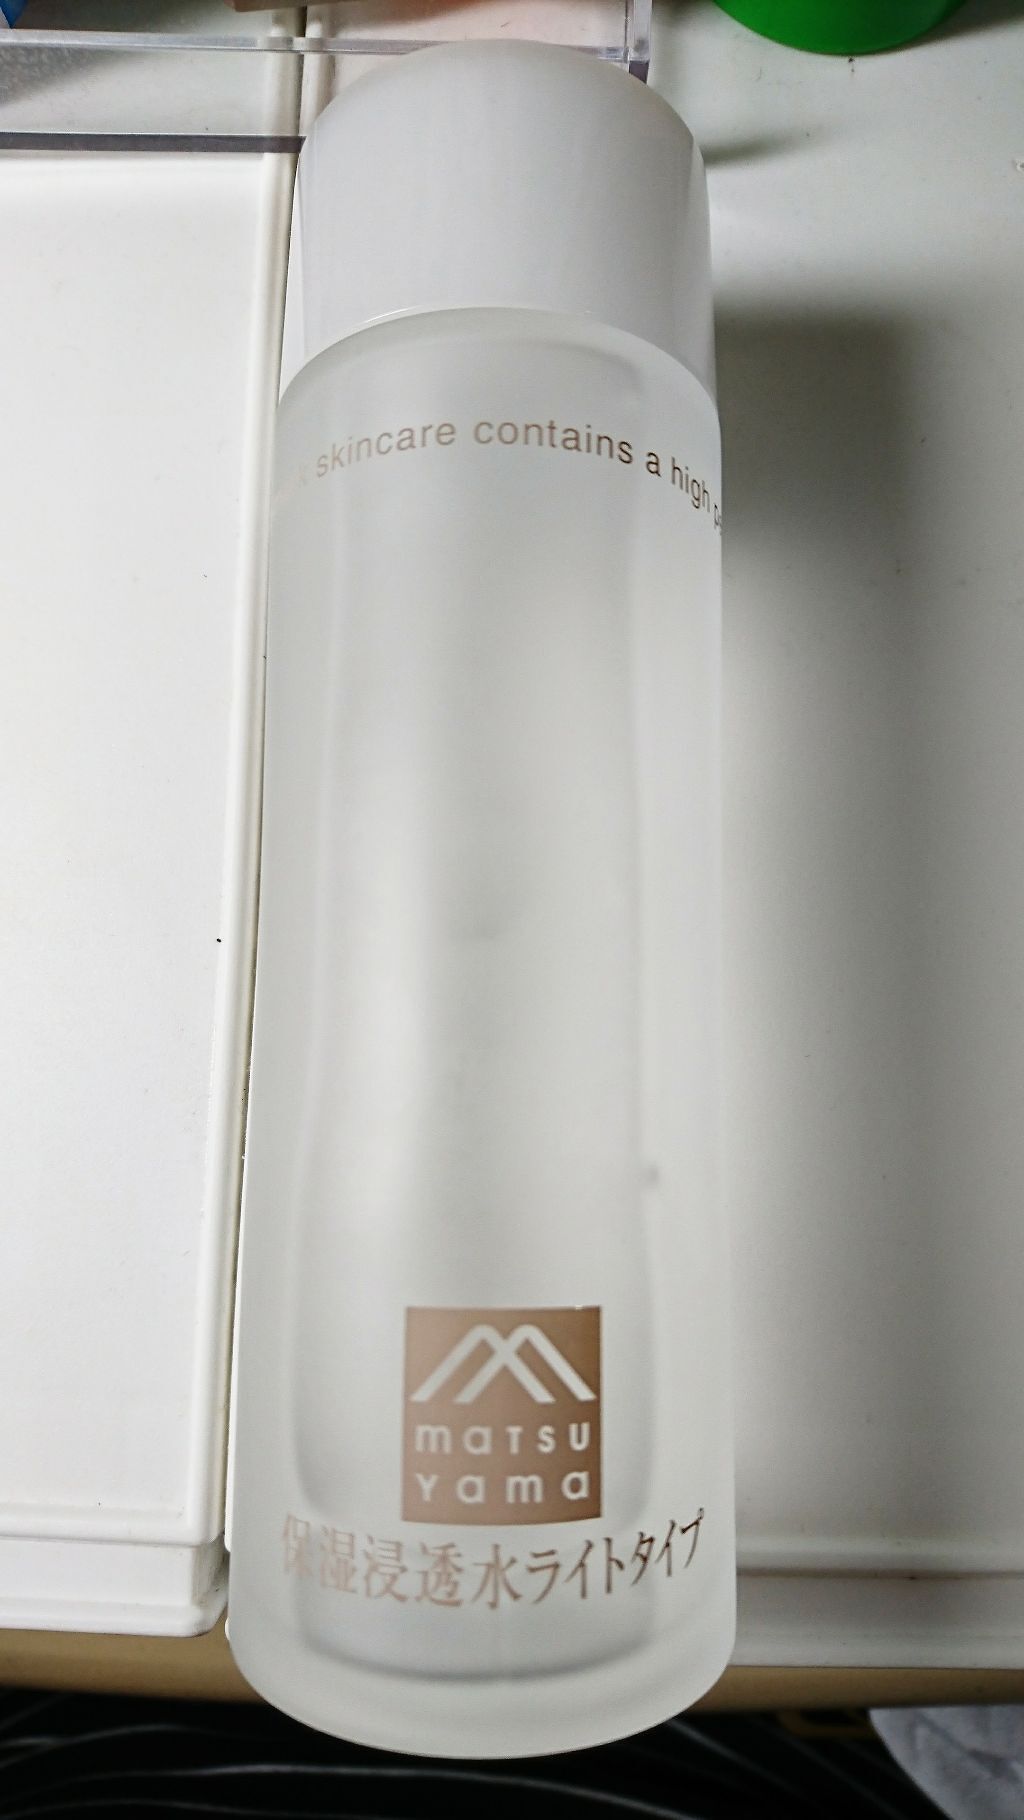 skincare contains a high
matsu
yama
保湿浸透水ライトタイプ